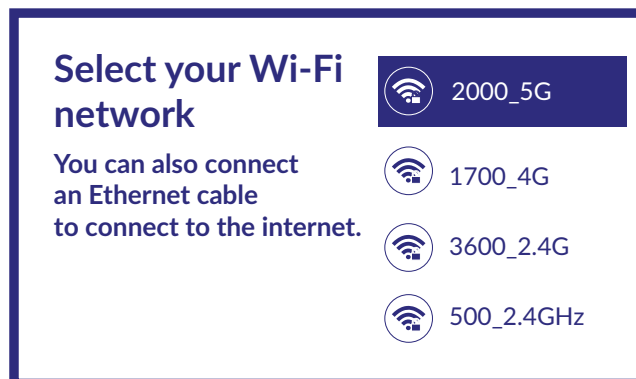 Select your Wi-Fi
network
You can also connect
an Ethernet cable
to connect to the internet.
2000_5G
1700_4G
3600_2.4G
500_2.4GHz